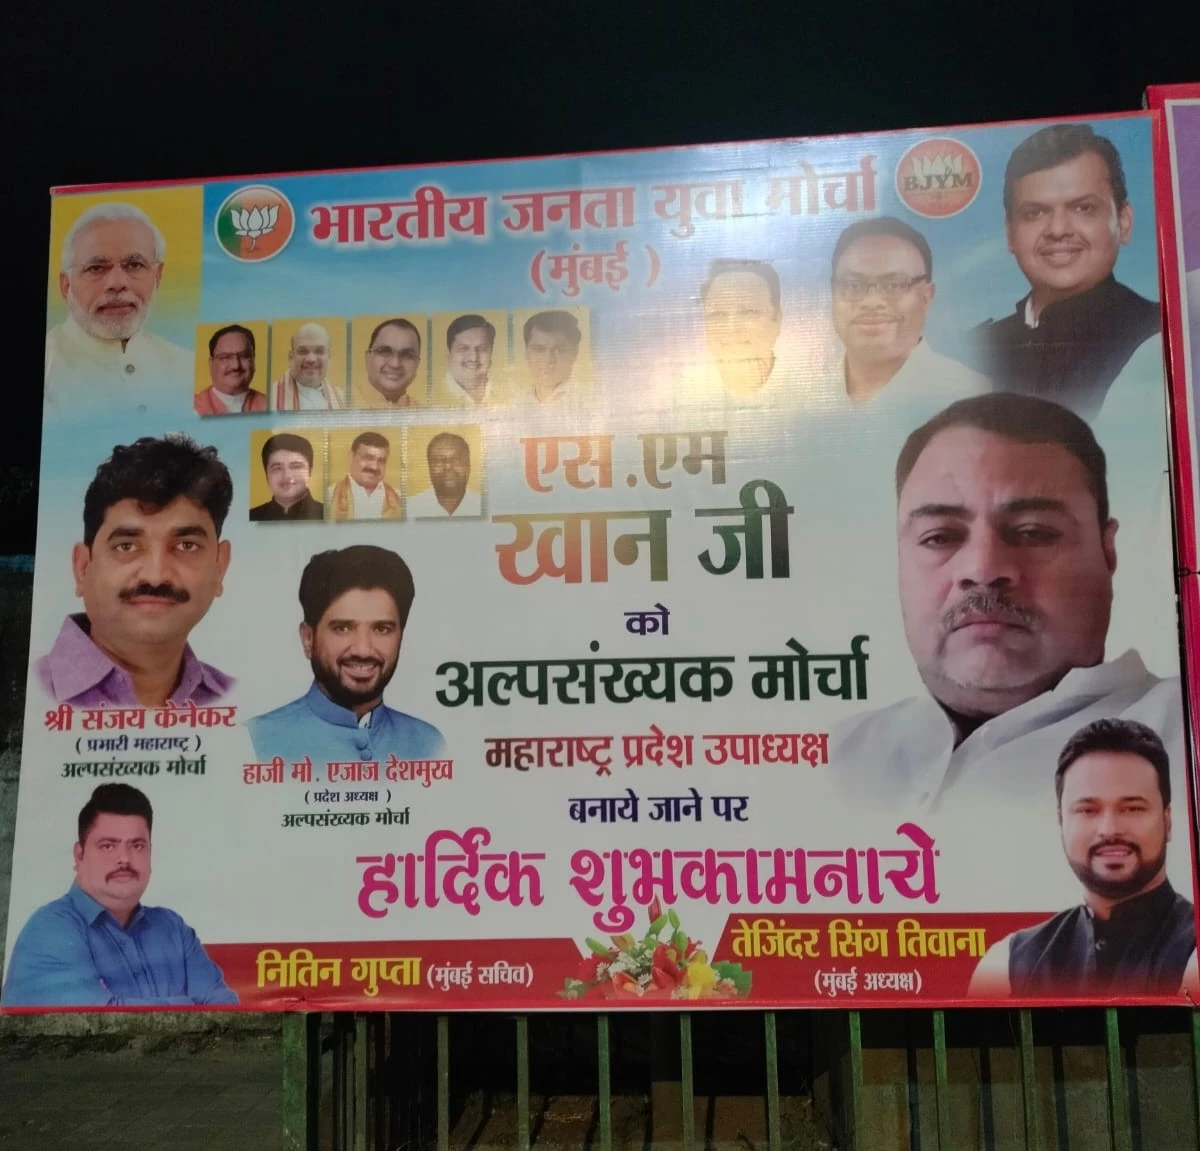 भारतीय जनता युवा मोर्चा
(मुंबई )
BJYM
एस.एम
खान जी
को
अल्पसंख्यक मोर्चा
महाराष्ट्र प्रदेश उपाध्यक्ष
बनाये जाने पर
हार्दिक शुभकामनाये
श्री संजय केनेकर
( प्रभारी महाराष्ट्र )
अल्पसंख्यक मोर्चा
हाजी मो. एजाज देशमुख
( प्रदेश अध्यक्ष )
अल्पसंख्यक मोर्चा
नितिन गुप्ता (मुंबई सचिव)
तेजिंदर सिंग तिवाना
(मुंबई अध्यक्ष)